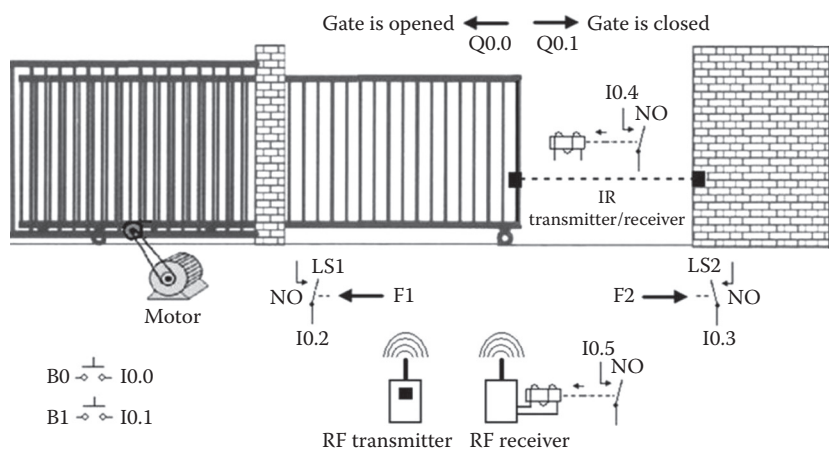 Gate is opened
Gate is closed
Q0.0
Q0.1
I0.4
NO
IR
transmitter/receiver
Motor
LS1
NO
F1
I0.2
LS2
F2
NO
I0.3
B0
I0.0
B1
I0.1
I0.5
NO
RF transmitter
RF receiver